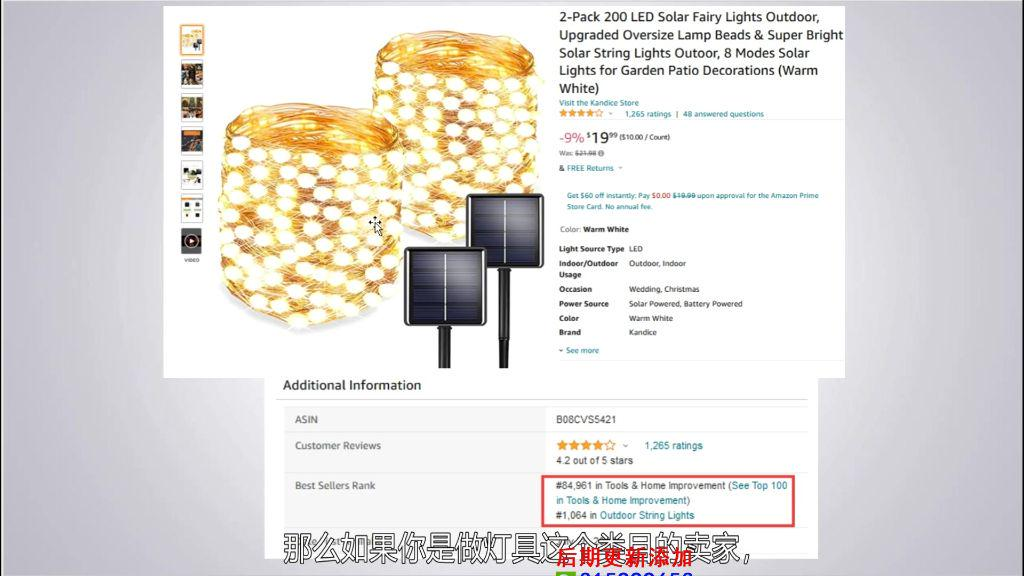 2-Pack 200 LED Solar Fairy Lights Outdoor,
Upgraded Oversize Lamp Beads & Super Bright
Solar String Lights Outoor, 8 Modes Solar
Lights for Garden Patio Decorations (Warm
White)
Visit the Kandice Store
1,265 ratings | 48 answered questions
-9% $19.99 ($10.00 / Count)
Was: $21.98
& FREE Returns
Get $60 off instantly: Pay $0.00 $19.99 upon approval for the Amazon Prime
Store Card. No annual fee.
Color: Warm White
Light Source Type LED
Indoor/Outdoor Usage Outdoor, Indoor
Occasion Wedding, Christmas
Power Source Solar Powered, Battery Powered
Color Warm White
Brand Kandice
See more
VIDEO
Additional Information
ASIN B08CVS5421
Customer Reviews 1,265 ratings
4.2 out of 5 stars
Best Sellers Rank #84,961 in Tools & Home Improvement (See Top 100
in Tools & Home Improvement)
#1,064 in Outdoor String Lights
那么如果你是做灯具这个类目的卖家，
后期更新添加